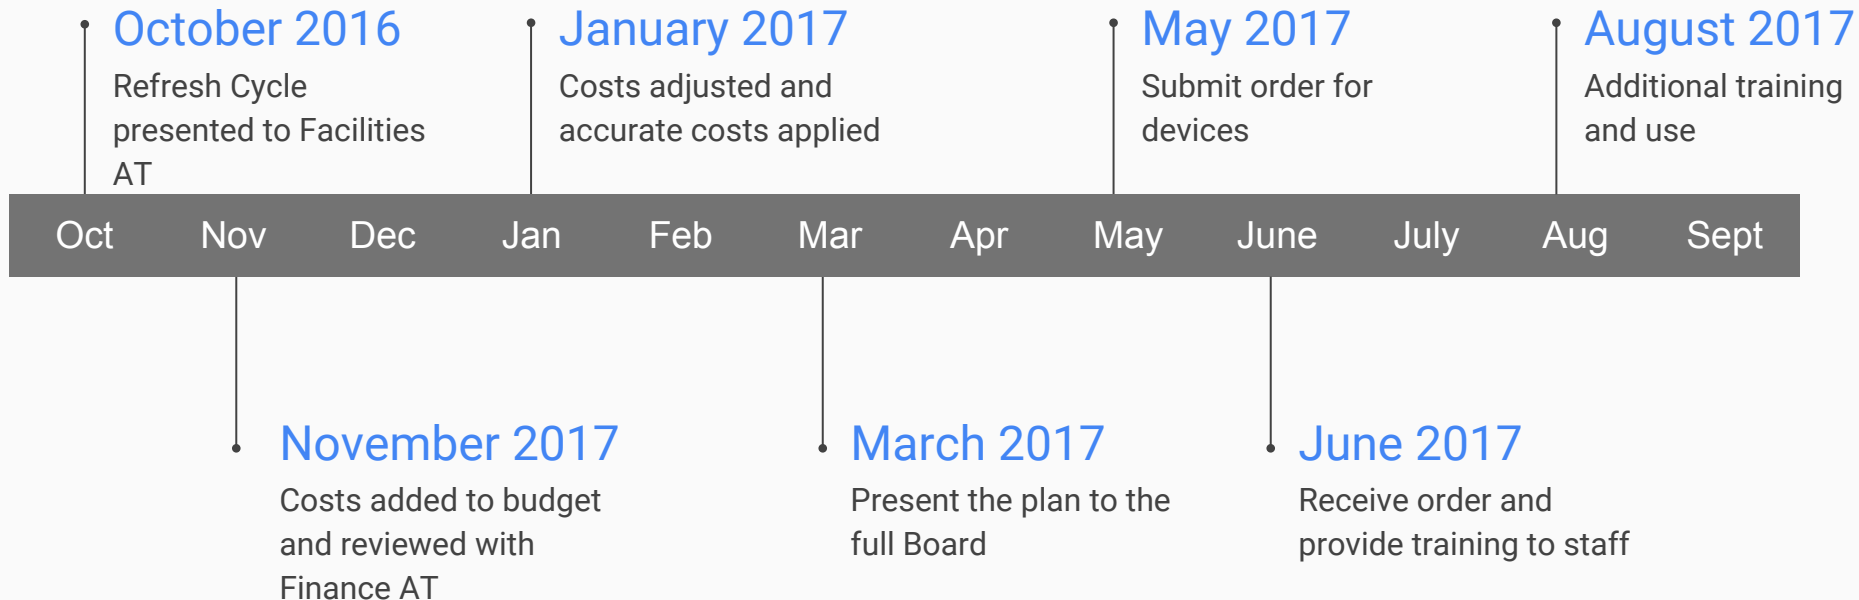 October 2016
Refresh Cycle
presented to Facilities
AT
January 2017
Costs adjusted and
accurate costs applied
May 2017
Submit order for
devices
August 2017
Additional training
and use
Oct Nov Dec Jan Feb Mar Apr May June July Aug Sept
November 2017
Costs added to budget
and reviewed with
Finance AT
March 2017
Present the plan to the
full Board
June 2017
Receive order and
provide training to staff